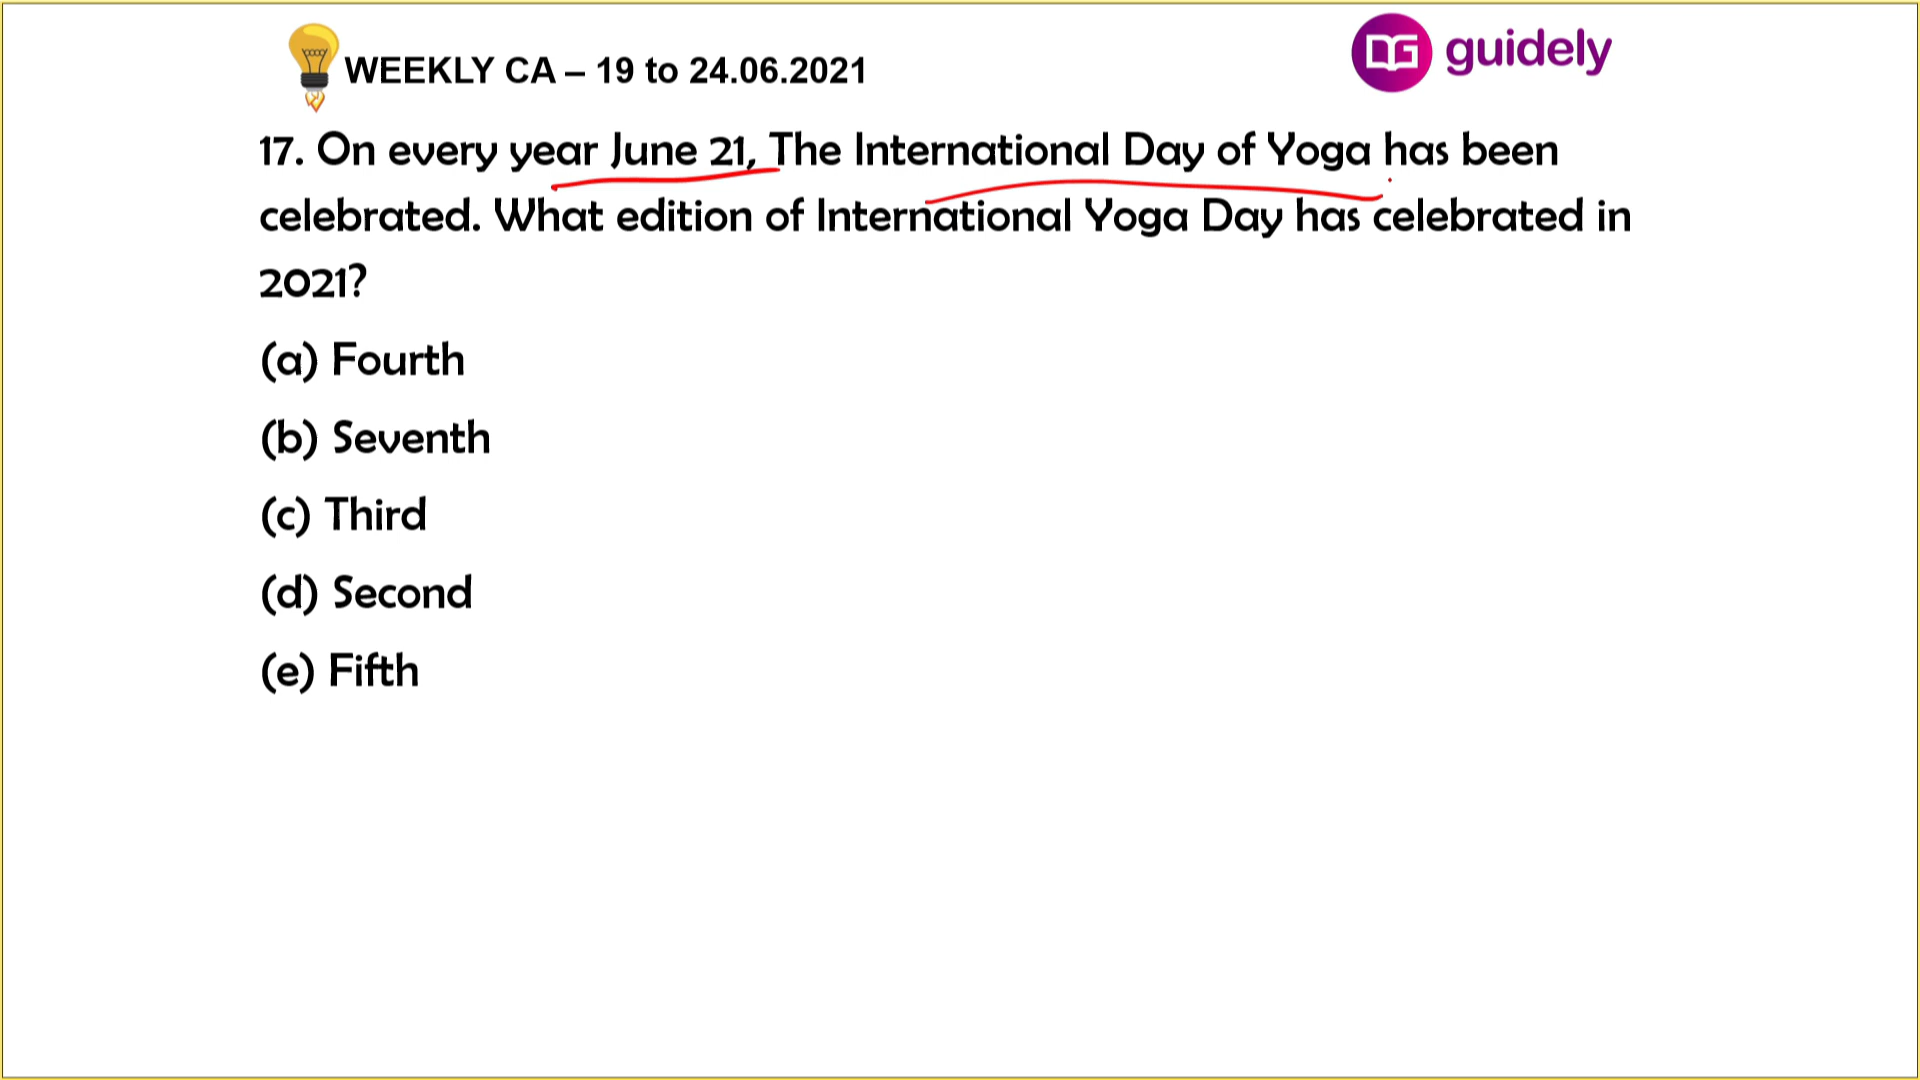 WEEKLY CA – 19 to 24.06.2021
guidely
17. On every year June 21, The International Day of Yoga has been
celebrated. What edition of International Yoga Day has celebrated in
2021?
(a) Fourth
(b) Seventh
(c) Third
(d) Second
(e) Fifth